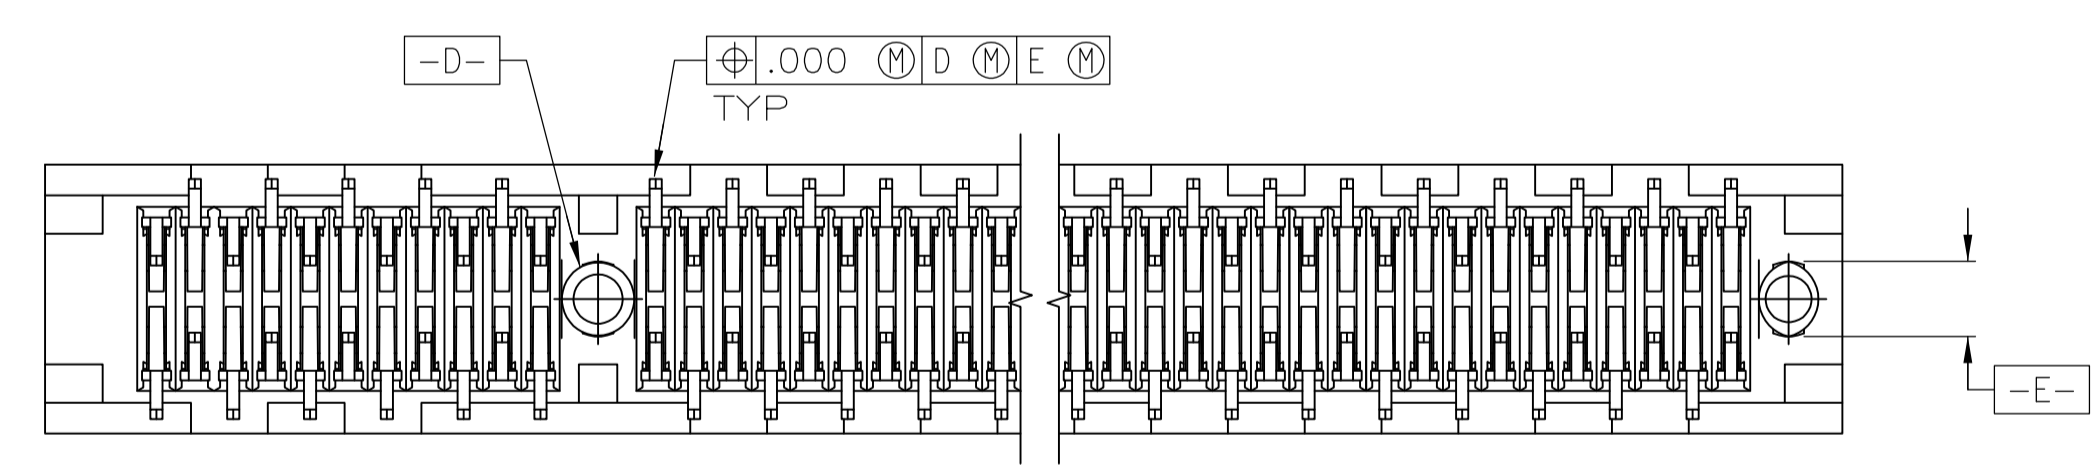 -D-
⌖ .000 Ⓜ D Ⓜ E Ⓜ
TYP
-E-